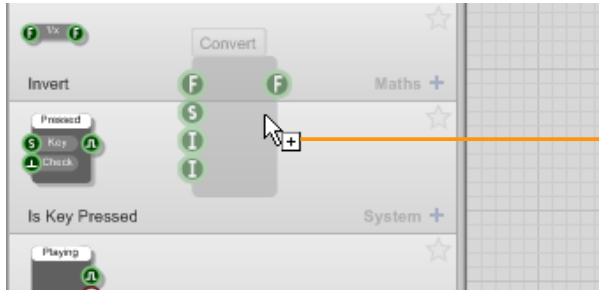 1/x
F F
Convert
Invert
F F
Maths +
S
I
I
Pressed
S Key
Check
Is Key Pressed
System +
Playing